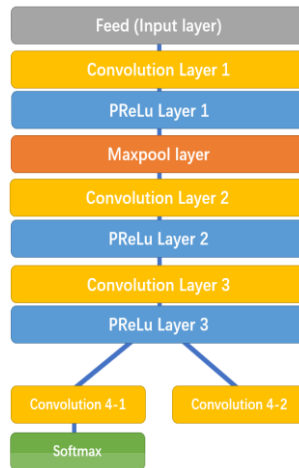 Feed (Input layer)
Convolution Layer 1
PReLu Layer 1
Maxpool layer
Convolution Layer 2
PReLu Layer 2
Convolution Layer 3
PReLu Layer 3
Convolution 4-1
Convolution 4-2
Softmax